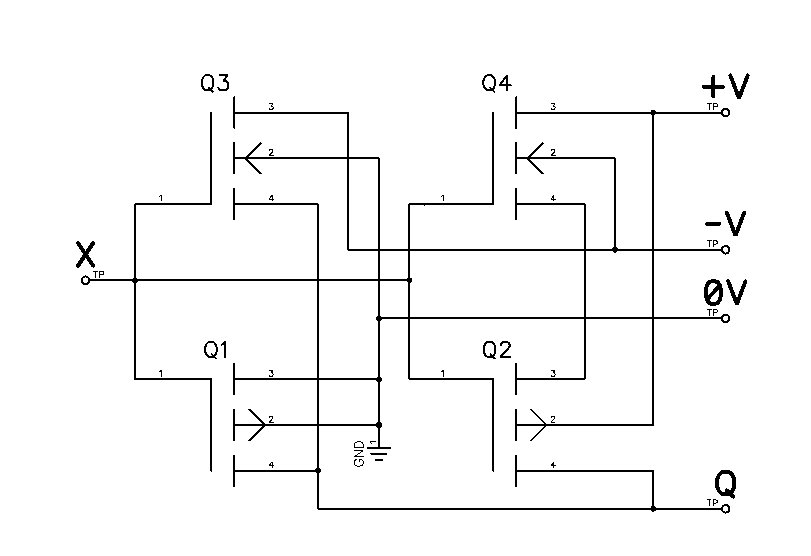 Q3 Q4 +V
3 3 TP
2 2
1 4 1 4 -V
TP
X TP
0V
TP
Q1 Q2
1 3 1 3
2 2
GND 1
4 4 Q
TP